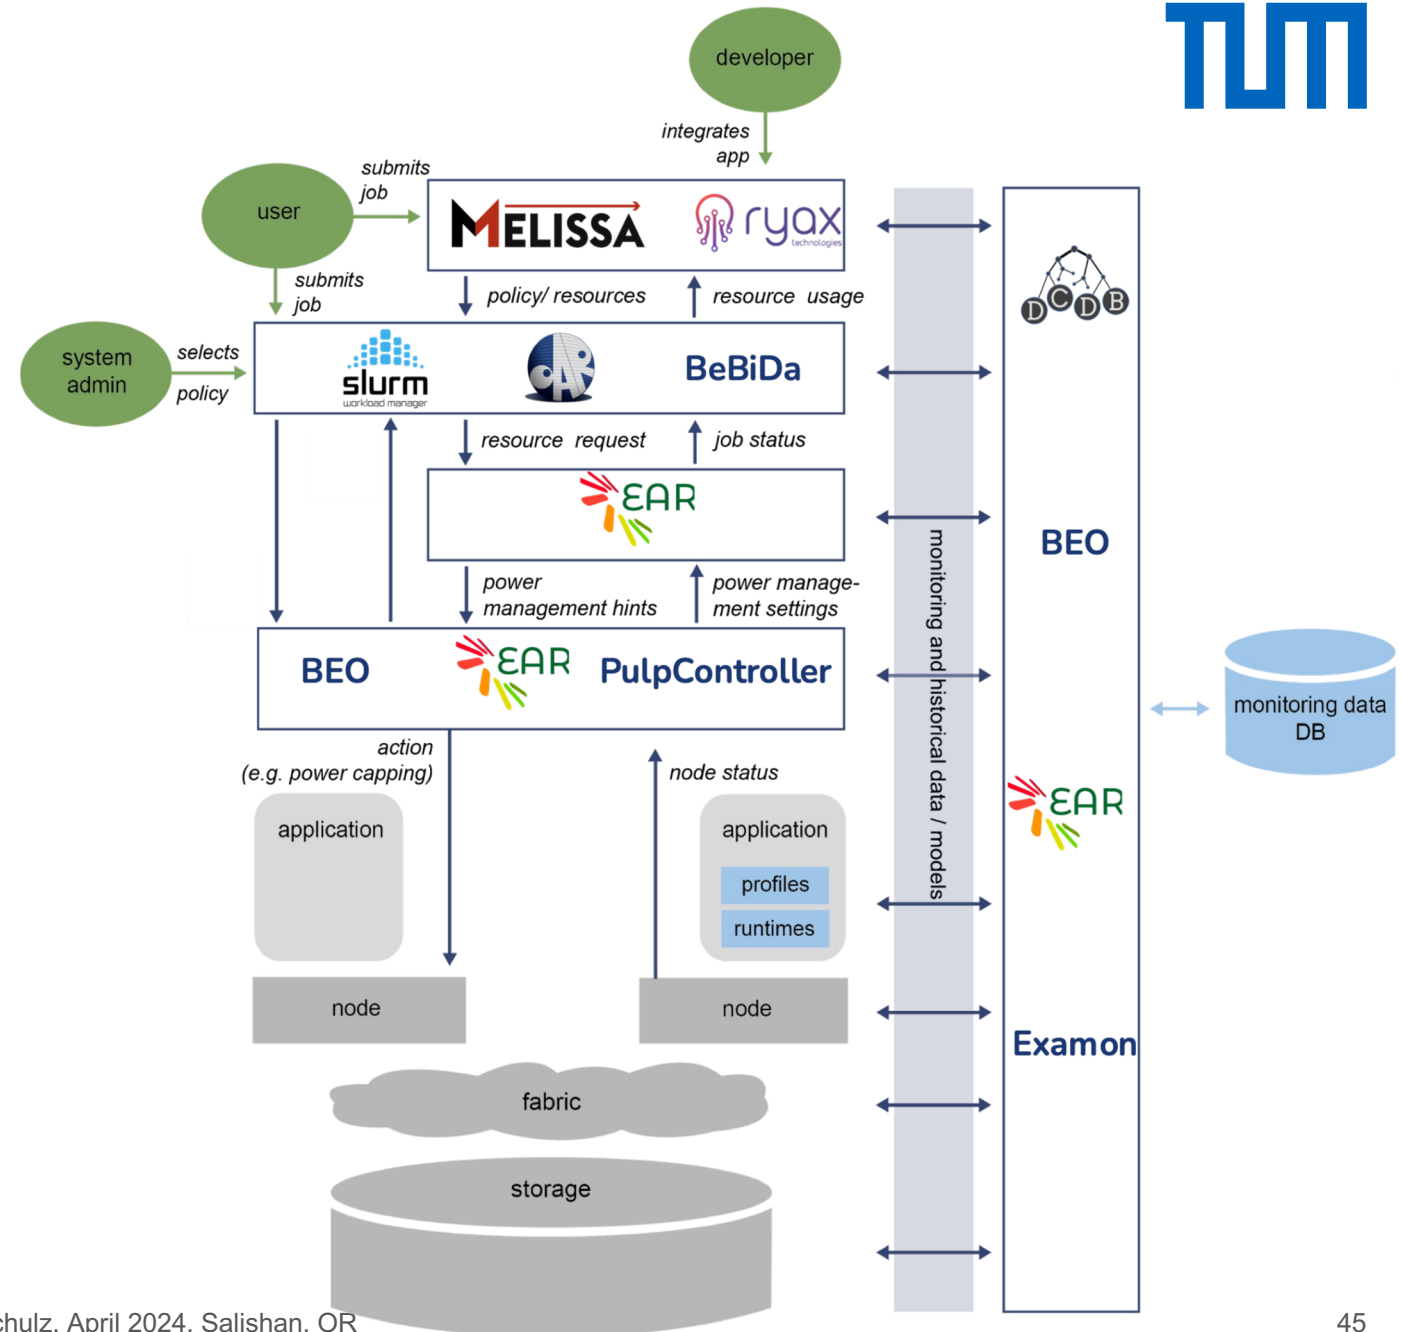 TUM
developer
integrates
app
submits
job
user
MELISSA
ryax
technologies
submits
job
policy/ resources
resource usage
D C D B
system
admin
selects
policy
slurm
workload manager
OAR
BeBiDa
resource request
job status
EAR
monitoring and historical data / models
BEO
power
management hints
power manage-
ment settings
BEO
EAR
PulpController
monitoring data
DB
action
(e.g. power capping)
node status
application
application
profiles
runtimes
EAR
node
node
Examon
fabric
storage
chulz, April 2024, Salishan, OR
45